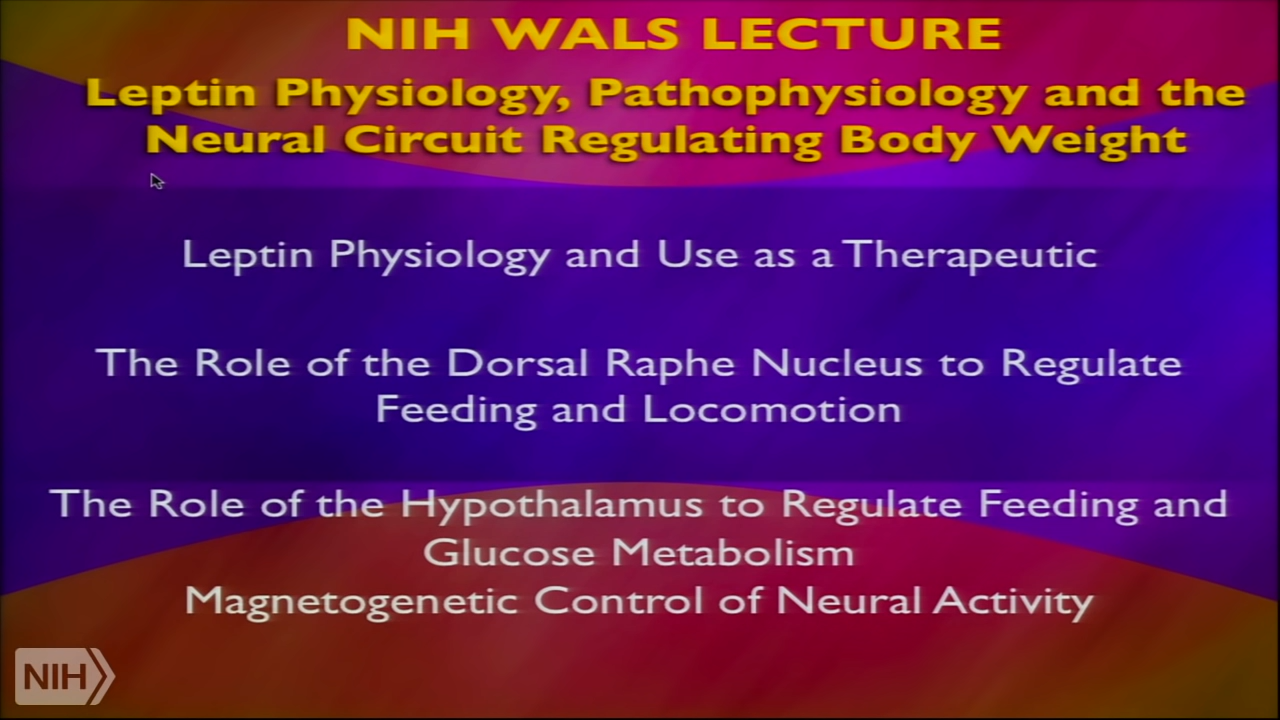 NIH WALS LECTURE
Leptin Physiology, Pathophysiology and the
Neural Circuit Regulating Body Weight
Leptin Physiology and Use as a Therapeutic
The Role of the Dorsal Raphe Nucleus to Regulate
Feeding and Locomotion
The Role of the Hypothalamus to Regulate Feeding and
Glucose Metabolism
Magnetogenetic Control of Neural Activity
NIH